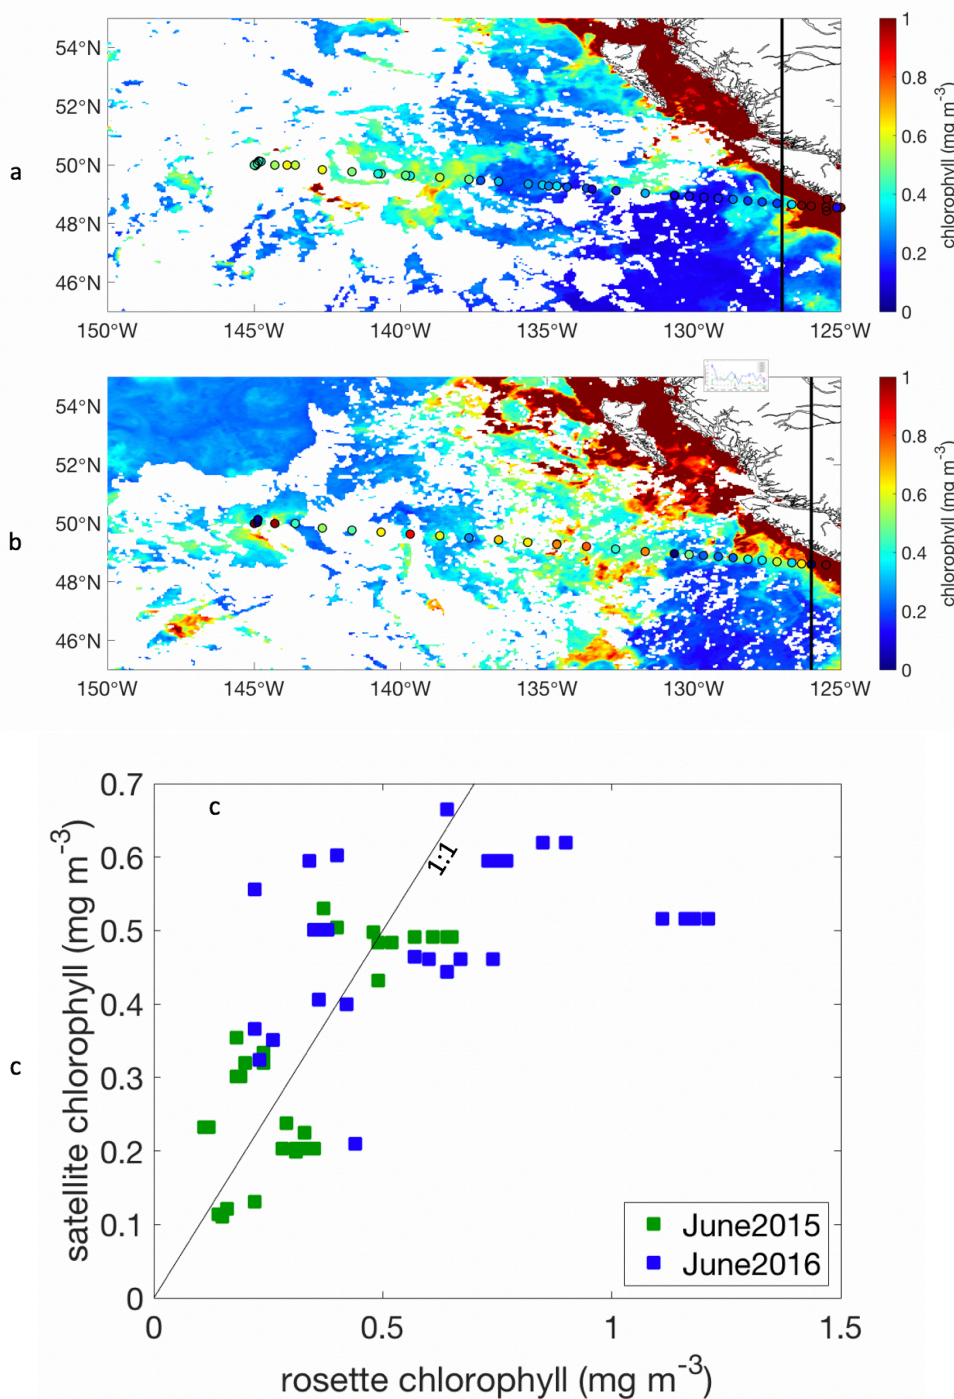 54°N
52°N
50°N
48°N
46°N
150°W
145°W
140°W
135°W
130°W
125°W
1
0.8
0.6
0.4
0.2
0
chlorophyll (mg m-3)
a
54°N
52°N
50°N
48°N
46°N
150°W
145°W
140°W
135°W
130°W
125°W
1
0.8
0.6
0.4
0.2
0
chlorophyll (mg m-3)
b
0.7
0.6
0.5
0.4
0.3
0.2
0.1
0
satellite chlorophyll (mg m-3)
c
c
1:1
June2015
June2016
0
0.5
1
1.5
rosette chlorophyll (mg m-3)